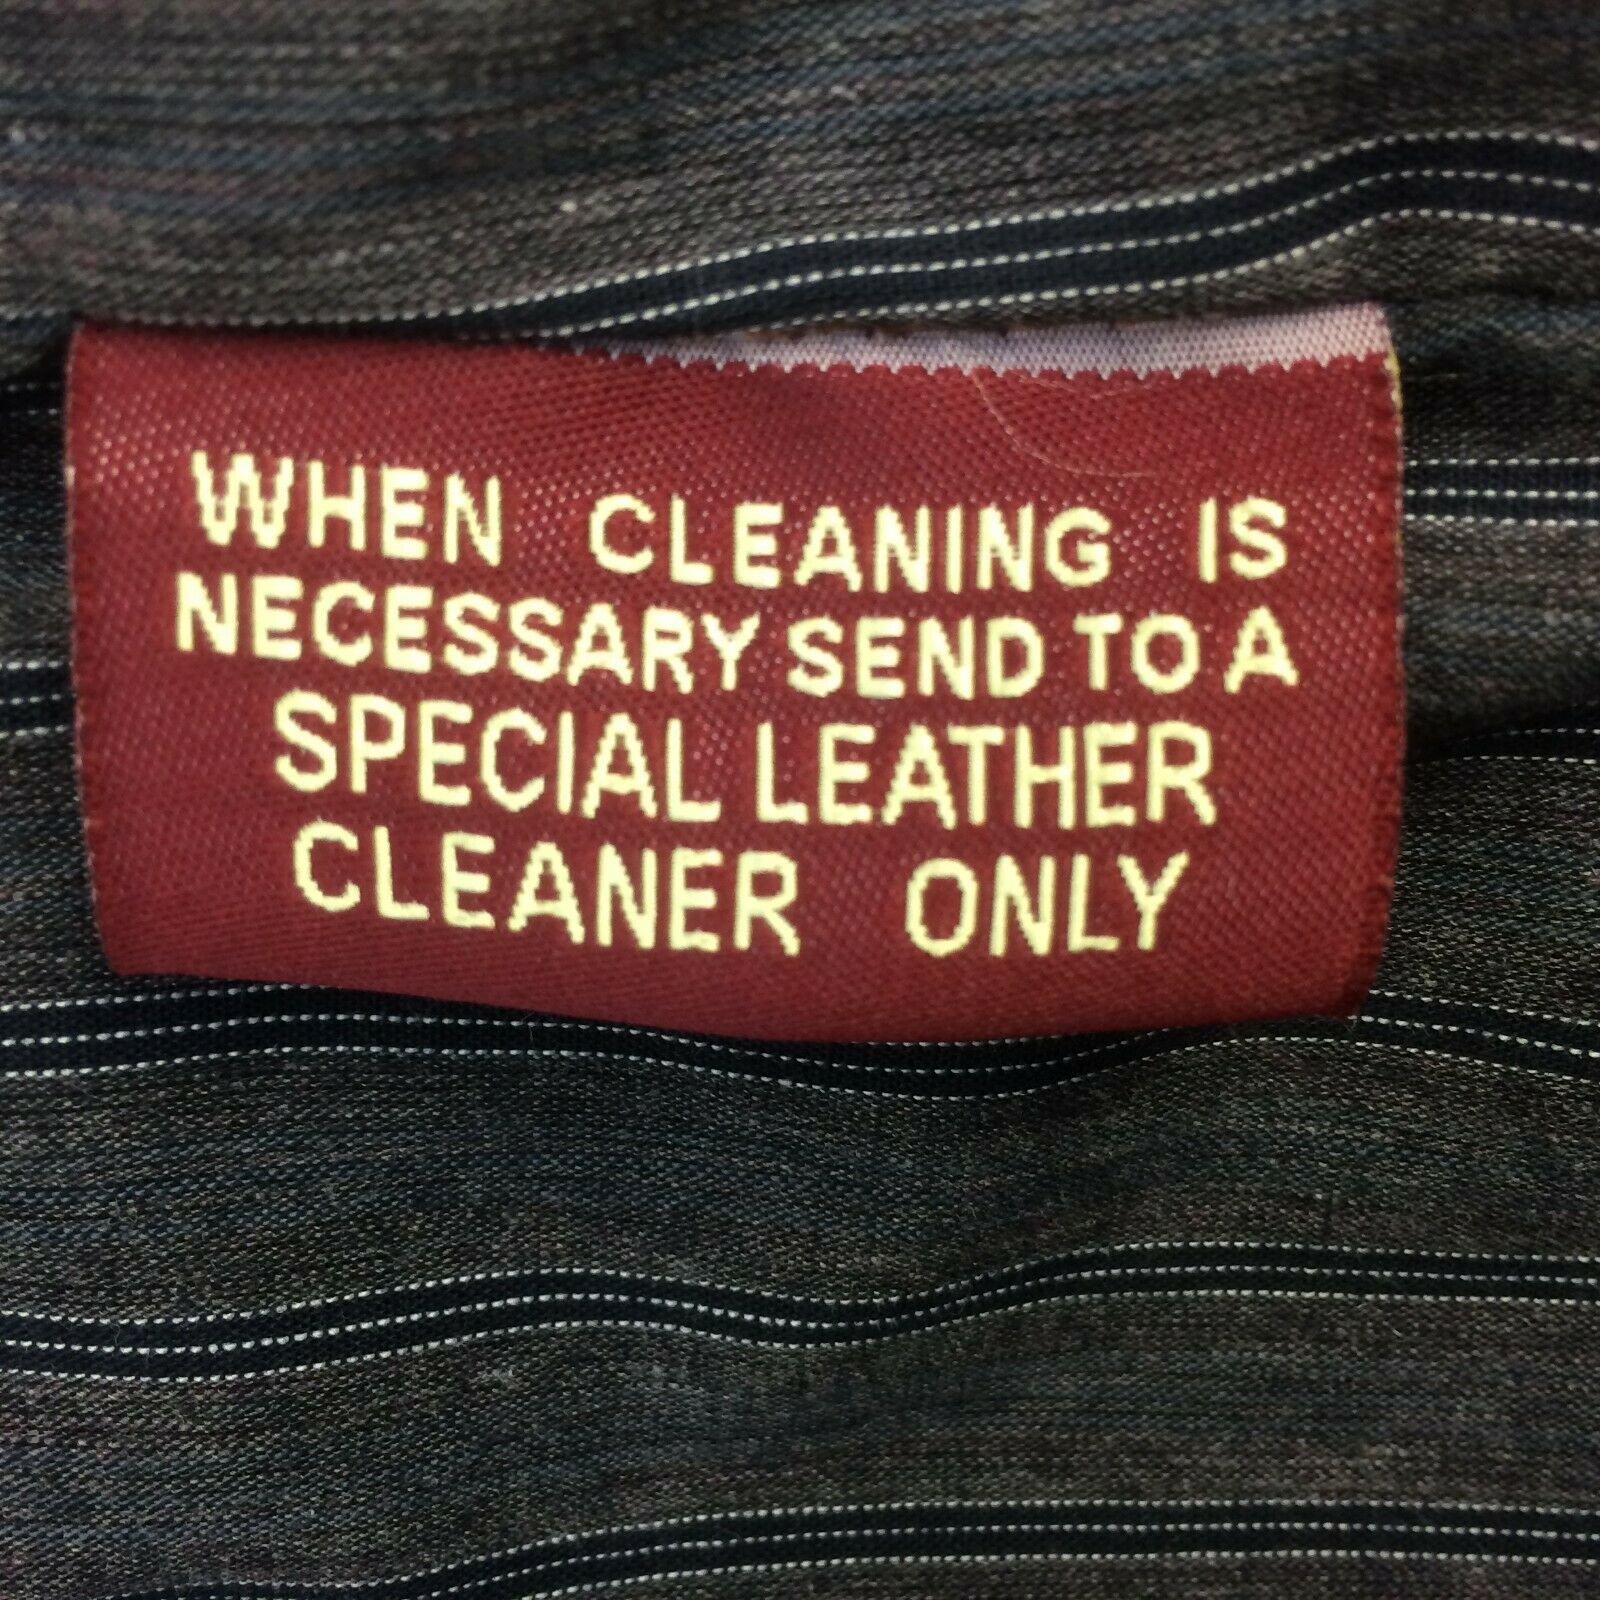 WHEN CLEANING IS
NECESSARY SEND TO A
SPECIAL LEATHER
CLEANER ONLY